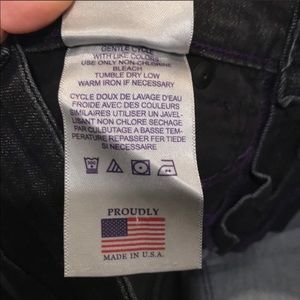 GENTLE CYCLE
WITH LIKE COLORS,
USE ONLY NON-CHLORINE
BLEACH
TUMBLE DRY LOW
WARM IRON IF NECESSARY
CYCLE DOUX DE LAVAGE D'EAU
FROIDE AVEC DES COULEURS
SIMILAIRES UTILISER UN JAVEL-
LISANT NON CHLORE SECHAGE
PAR CULBUTAGE A BASSE TEM-
PERATURE REPASSER FER TIEDE
SI NECESSAIRE
PROUDLY
MADE IN U.S.A.